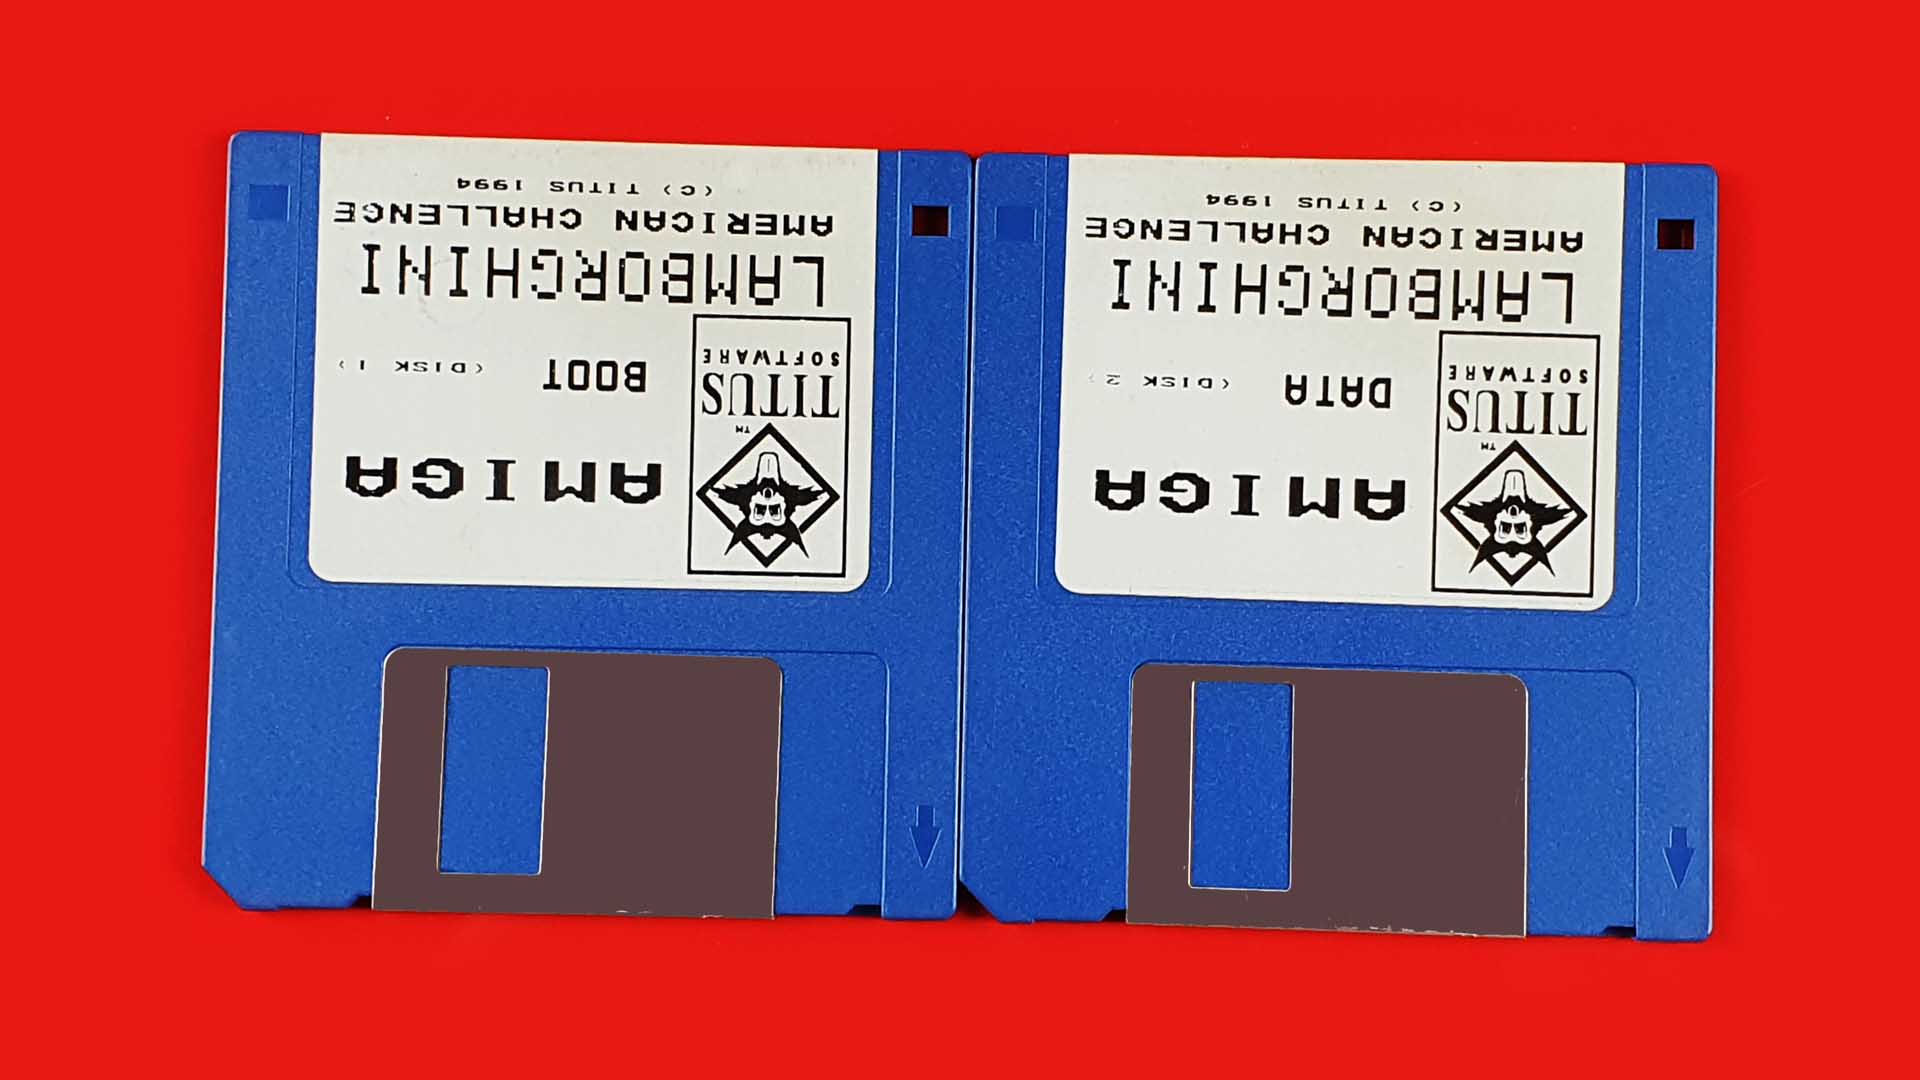 AMIGA
TM
TITUS
SOFTWARE
BOOT (DISK 1)
LAMBORGHINI
AMERICAN CHALLENGE
(C) TITUS 1994
AMIGA
TM
TITUS
SOFTWARE
DATA (DISK 2)
LAMBORGHINI
AMERICAN CHALLENGE
(C) TITUS 1994